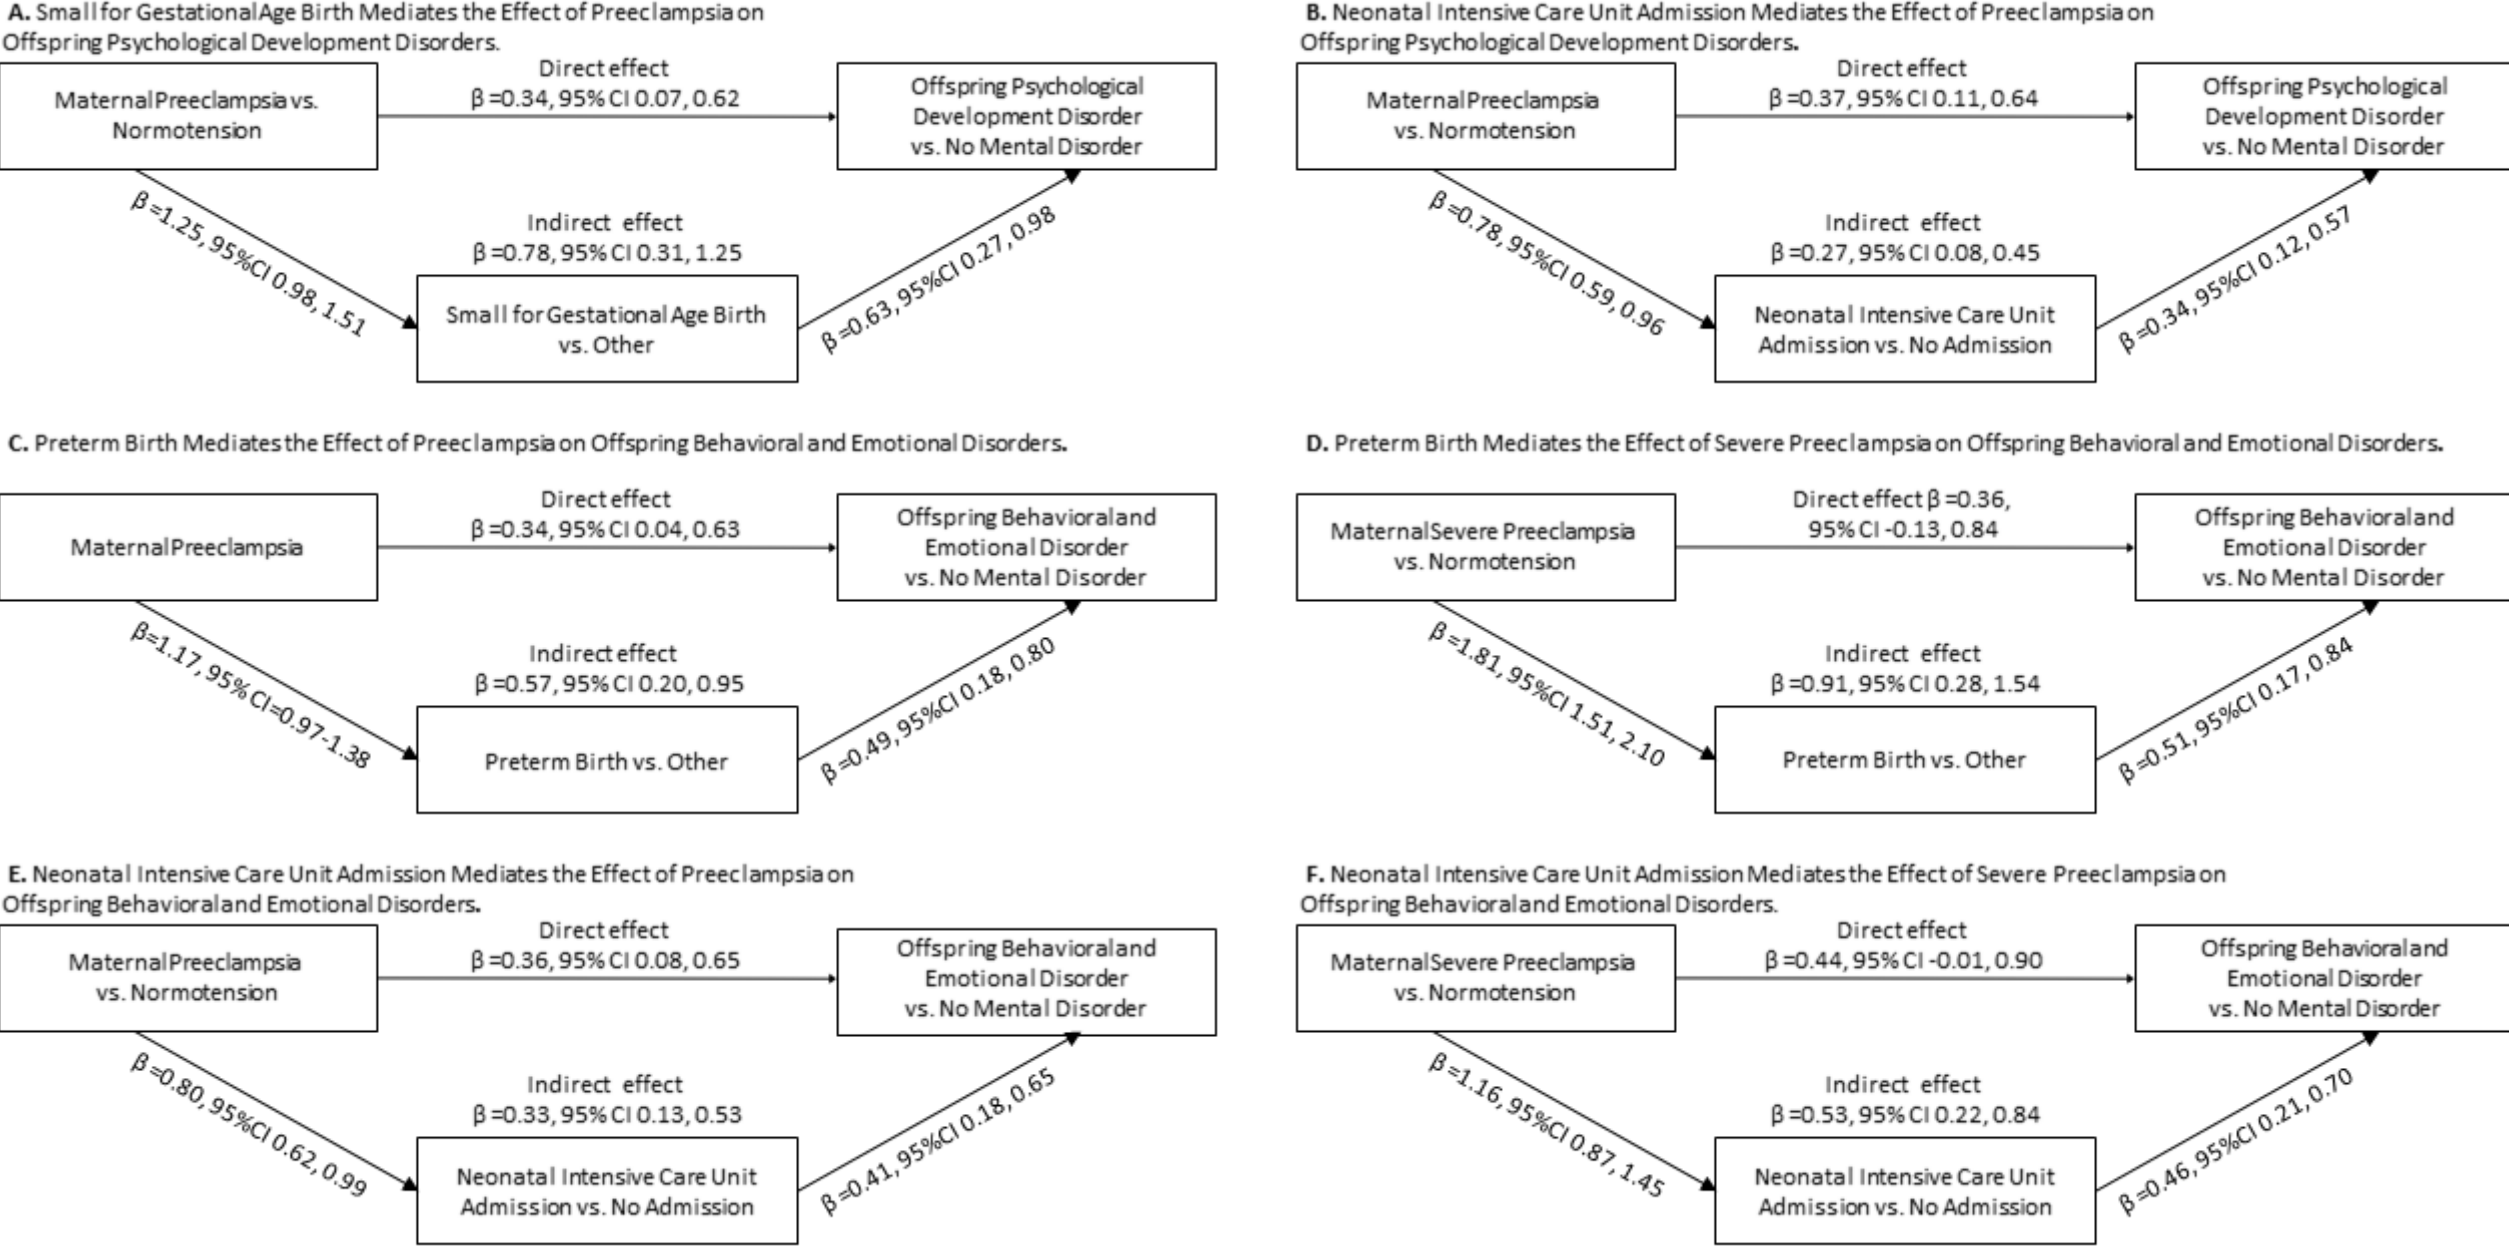 A. Small for Gestational Age Birth Mediates the Effect of Preeclampsia on
Offspring Psychological Development Disorders.
Maternal Preeclampsia vs.
Normotension
Direct effect
β=0.34, 95% CI 0.07, 0.62
Offspring Psychological
Development Disorder
vs. No Mental Disorder
β=1.25, 95%CI 0.98, 1.51
Indirect effect
β=0.78, 95% CI 0.31, 1.25
β=0.63, 95%CI 0.27, 0.98
Small for Gestational Age Birth
vs. Other
B. Neonatal Intensive Care Unit Admission Mediates the Effect of Preeclampsia on
Offspring Psychological Development Disorders.
Maternal Preeclampsia
vs. Normotension
Direct effect
β=0.37, 95% CI 0.11, 0.64
Offspring Psychological
Development Disorder
vs. No Mental Disorder
β=0.78, 95%CI 0.59, 0.96
Indirect effect
β=0.27, 95% CI 0.08, 0.45
β=0.34, 95%CI 0.12, 0.57
Neonatal Intensive Care Unit
Admission vs. No Admission
C. Preterm Birth Mediates the Effect of Preeclampsia on Offspring Behavioral and Emotional Disorders.
Maternal Preeclampsia
Direct effect
β=0.34, 95% CI 0.04, 0.63
Offspring Behavioral and
Emotional Disorder
vs. No Mental Disorder
β=1.17, 95% CI=0.97-1.38
Indirect effect
β=0.57, 95% CI 0.20, 0.95
β=0.49, 95%CI 0.18, 0.80
Preterm Birth vs. Other
D. Preterm Birth Mediates the Effect of Severe Preeclampsia on Offspring Behavioral and Emotional Disorders.
Maternal Severe Preeclampsia
vs. Normotension
Direct effect β=0.36,
95% CI -0.13, 0.84
Offspring Behavioral and
Emotional Disorder
vs. No Mental Disorder
β=1.81, 95%CI 1.51, 2.10
Indirect effect
β=0.91, 95% CI 0.28, 1.54
β=0.51, 95%CI 0.17, 0.84
Preterm Birth vs. Other
E. Neonatal Intensive Care Unit Admission Mediates the Effect of Preeclampsia on
Offspring Behavioral and Emotional Disorders.
Maternal Preeclampsia
vs. Normotension
Direct effect
β=0.36, 95% CI 0.08, 0.65
Offspring Behavioral and
Emotional Disorder
vs. No Mental Disorder
β=0.80, 95%CI 0.62, 0.99
Indirect effect
β=0.33, 95% CI 0.13, 0.53
β=0.41, 95%CI 0.18, 0.65
Neonatal Intensive Care Unit
Admission vs. No Admission
F. Neonatal Intensive Care Unit Admission Mediates the Effect of Severe Preeclampsia on
Offspring Behavioral and Emotional Disorders.
Maternal Severe Preeclampsia
vs. Normotension
Direct effect
β=0.44, 95% CI -0.01, 0.90
Offspring Behavioral and
Emotional Disorder
vs. No Mental Disorder
β=1.16, 95%CI 0.87, 1.45
Indirect effect
β=0.53, 95% CI 0.22, 0.84
β=0.46, 95%CI 0.21, 0.70
Neonatal Intensive Care Unit
Admission vs. No Admission